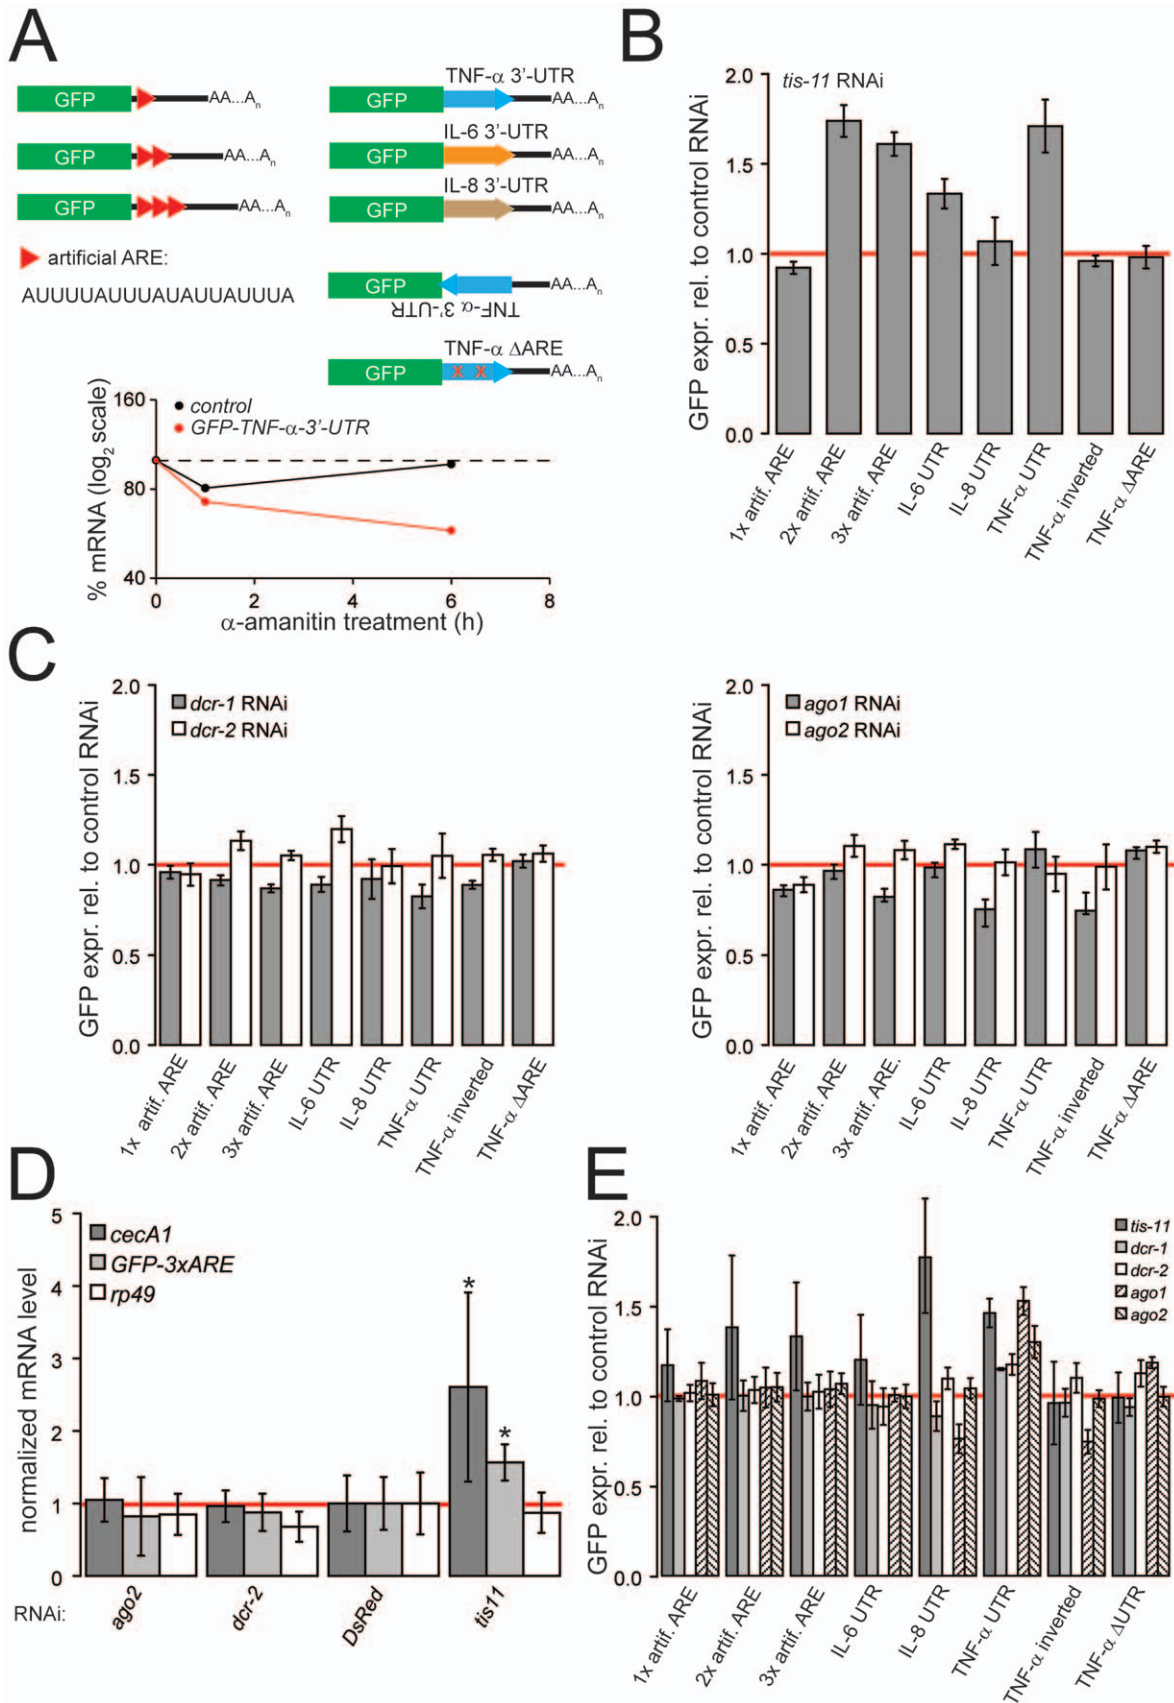 A
GFP
AA...An
GFP
AA...An
GFP
AA...An
artificial ARE:
AUUUUAUUUAUAUUAUUUA
TNF-α 3'-UTR
GFP
AA...An
IL-6 3'-UTR
GFP
AA...An
IL-8 3'-UTR
GFP
AA...An
GFP
AA...An
TNF-α 3'-UTR
TNF-α ΔARE
GFP
X X
AA...An
% mRNA (log2 scale)
160
80
40
control
GFP-TNF-α-3'-UTR
0 2 4 6 8
α-amanitin treatment (h)
B
GFP expr. rel. to control RNAi
2.0
1.5
1.0
0.5
0.0
tis-11 RNAi
1x artif. ARE
2x artif. ARE
3x artif. ARE
IL-6 UTR
IL-8 UTR
TNF-α UTR
TNF-α inverted
TNF-α ΔARE
C
GFP expr. rel. to control RNAi
2.0
1.5
1.0
0.5
0.0
dcr-1 RNAi
dcr-2 RNAi
1x artif. ARE
2x artif. ARE
3x artif. ARE
IL-6 UTR
IL-8 UTR
TNF-α UTR
TNF-α inverted
TNF-α ΔARE
GFP expr. rel. to control RNAi
2.0
1.5
1.0
0.5
0.0
ago1 RNAi
ago2 RNAi
1x artif. ARE
2x artif. ARE
3x artif. ARE.
IL-6 UTR
IL-8 UTR
TNF-α UTR
TNF-α inverted
TNF-α ΔARE
D
normalized mRNA level
5
4
3
2
1
0
cecA1
GFP-3xARE
rp49
*
*
RNAi:
ago2
dcr-2
DsRed
tis11
E
GFP expr. rel. to control RNAi
2.0
1.5
1.0
0.5
0.0
tis-11
dcr-1
dcr-2
ago1
ago2
1x artif. ARE
2x artif. ARE
3x artif. ARE
IL-6 UTR
IL-8 UTR
TNF-α UTR
TNF-α inverted
TNF-α ΔUTR